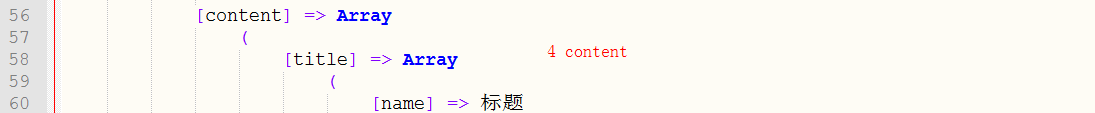 56 [content] => Array
57 (
58 [title] => Array 4 content
59 (
60 [name] => 标题